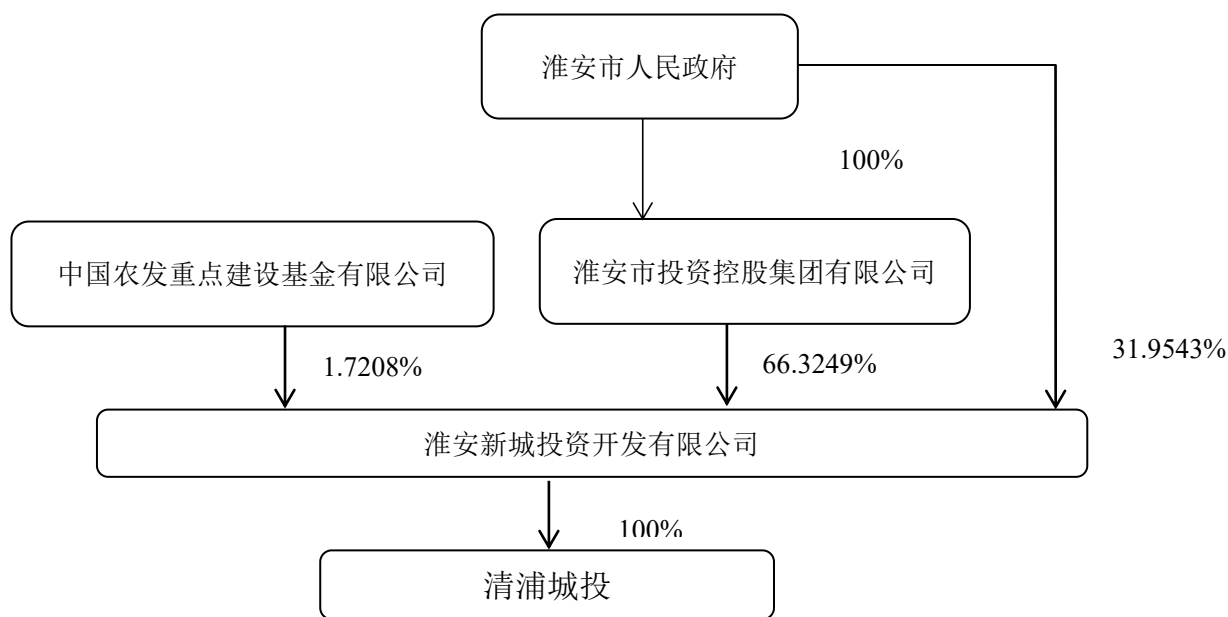 淮安市人民政府
100%
中国农发重点建设基金有限公司
淮安市投资控股集团有限公司
1.7208%
66.3249%
31.9543%
淮安新城投资开发有限公司
100%
清浦城投